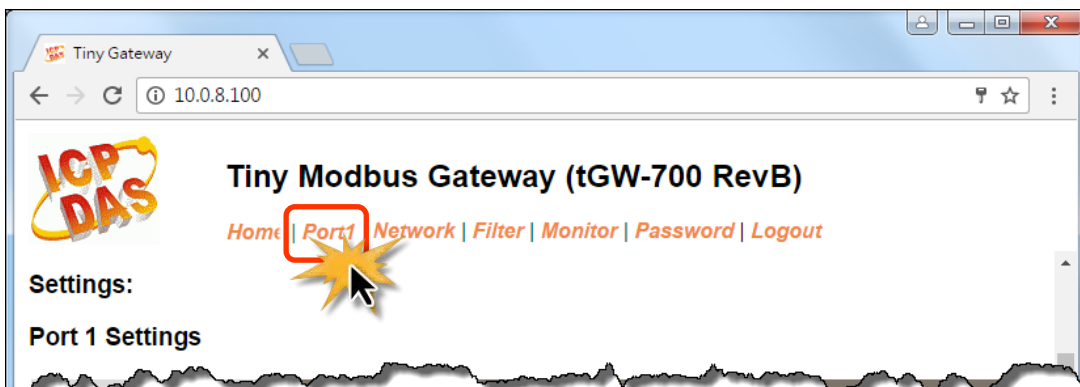 Tiny Gateway
10.0.8.100
ICP
DAS
Tiny Modbus Gateway (tGW-700 RevB)
Home | Port1 | Network | Filter | Monitor | Password | Logout
Settings:
Port 1 Settings